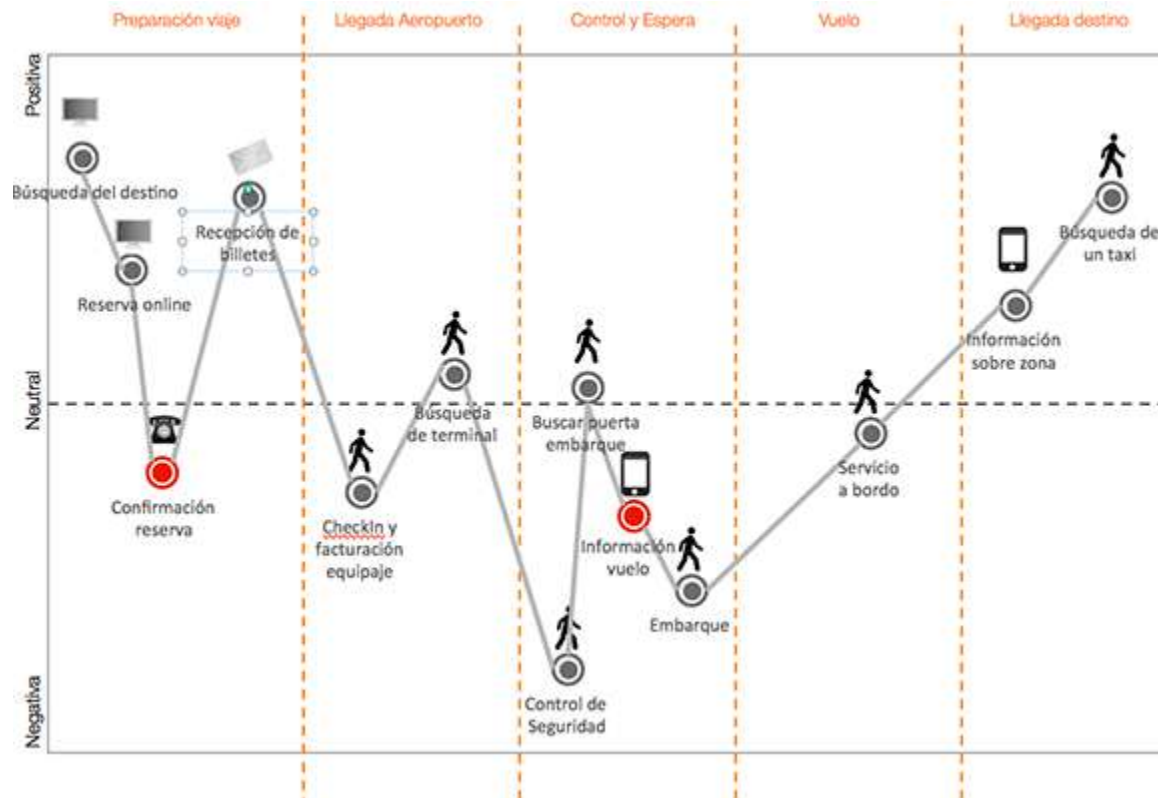 Preparación viaje
Llegada Aeropuerto
Control y Espera
Vuelo
Llegada destino
Positiva
Neutral
Negativa
Búsqueda del destino
Reserva online
Confirmación
reserva
Recepción de
billetes
CheckIn y
facturación
equipaje
Búsqueda
de terminal
Control de
Seguridad
Buscar puerta
embarque
Información
vuelo
Embarque
Servicio
a bordo
Información
sobre zona
Búsqueda de
un taxi